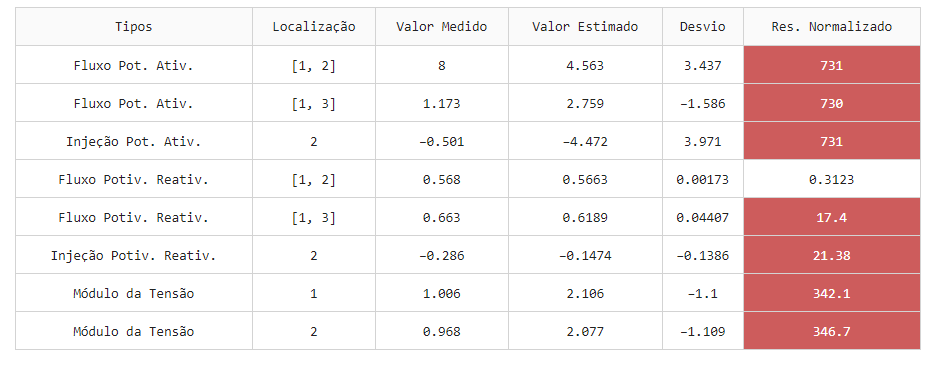 Tipos Localização Valor Medido Valor Estimado Desvio Res. Normalizado
Fluxo Pot. Ativ. [1, 2] 8 4.563 3.437 731
Fluxo Pot. Ativ. [1, 3] 1.173 2.759 −1.586 730
Injeção Pot. Ativ. 2 −0.501 −4.472 3.971 731
Fluxo Potiv. Reativ. [1, 2] 0.568 0.5663 0.00173 0.3123
Fluxo Potiv. Reativ. [1, 3] 0.663 0.6189 0.04407 17.4
Injeção Potiv. Reativ. 2 −0.286 −0.1474 −0.1386 21.38
Módulo da Tensão 1 1.006 2.106 −1.1 342.1
Módulo da Tensão 2 0.968 2.077 −1.109 346.7